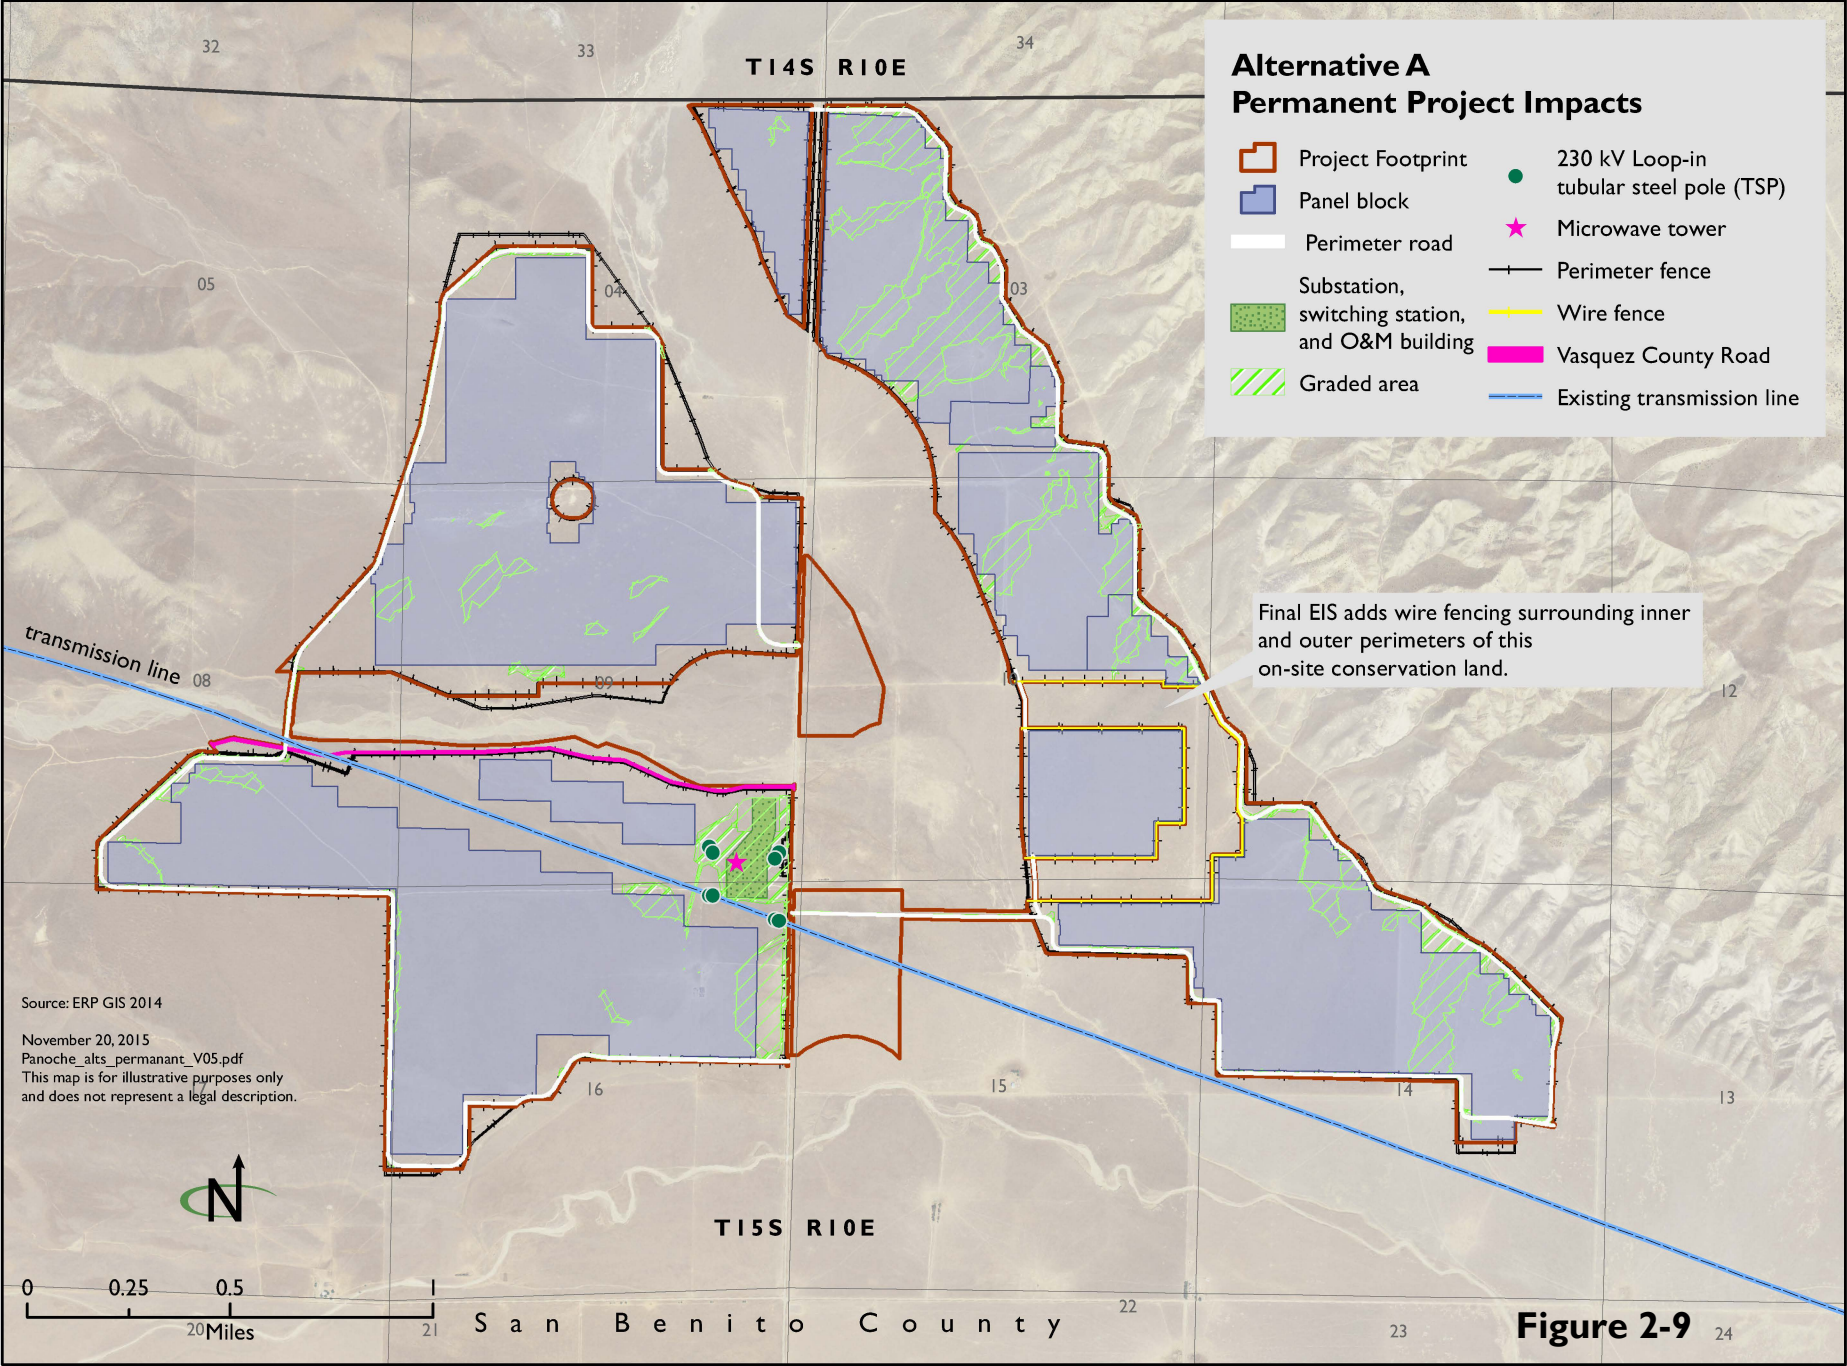 32
33
34
T14S R10E
Alternative A
Permanent Project Impacts
Project Footprint
Panel block
Perimeter road
Substation,
switching station,
and O&M building
Graded area
230 kV Loop-in
tubular steel pole (TSP)
Microwave tower
Perimeter fence
Wire fence
Vasquez County Road
Existing transmission line
05
04
03
Final EIS adds wire fencing surrounding inner
and outer perimeters of this
on-site conservation land.
transmission line
08
09
12
Source: ERP GIS 2014
November 20, 2015
Panoche_alts_permanant_V05.pdf
This map is for illustrative purposes only
and does not represent a legal description.
17
16
15
14
13
N
T15S R10E
0 0.25 0.5 1
Miles
20
21
San Benito County
22
23
Figure 2-9
24